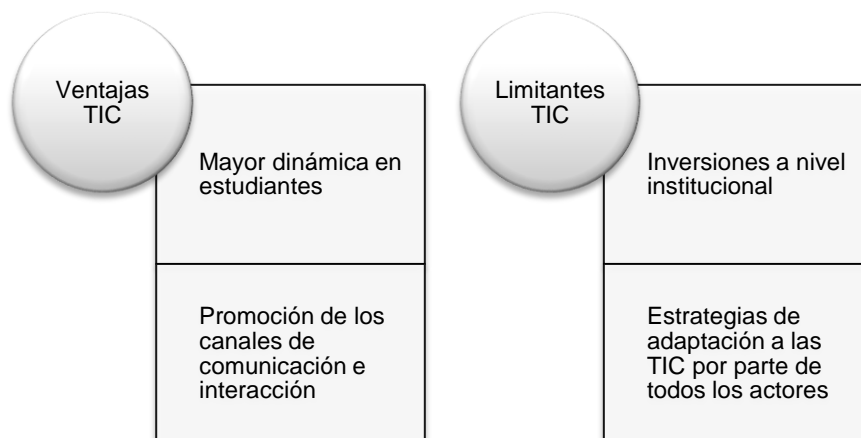 Ventajas
TIC
Mayor dinámica en
estudiantes
Promoción de los
canales de
comunicación e
interacción
Limitantes
TIC
Inversiones a nivel
institucional
Estrategias de
adaptación a las
TIC por parte de
todos los actores